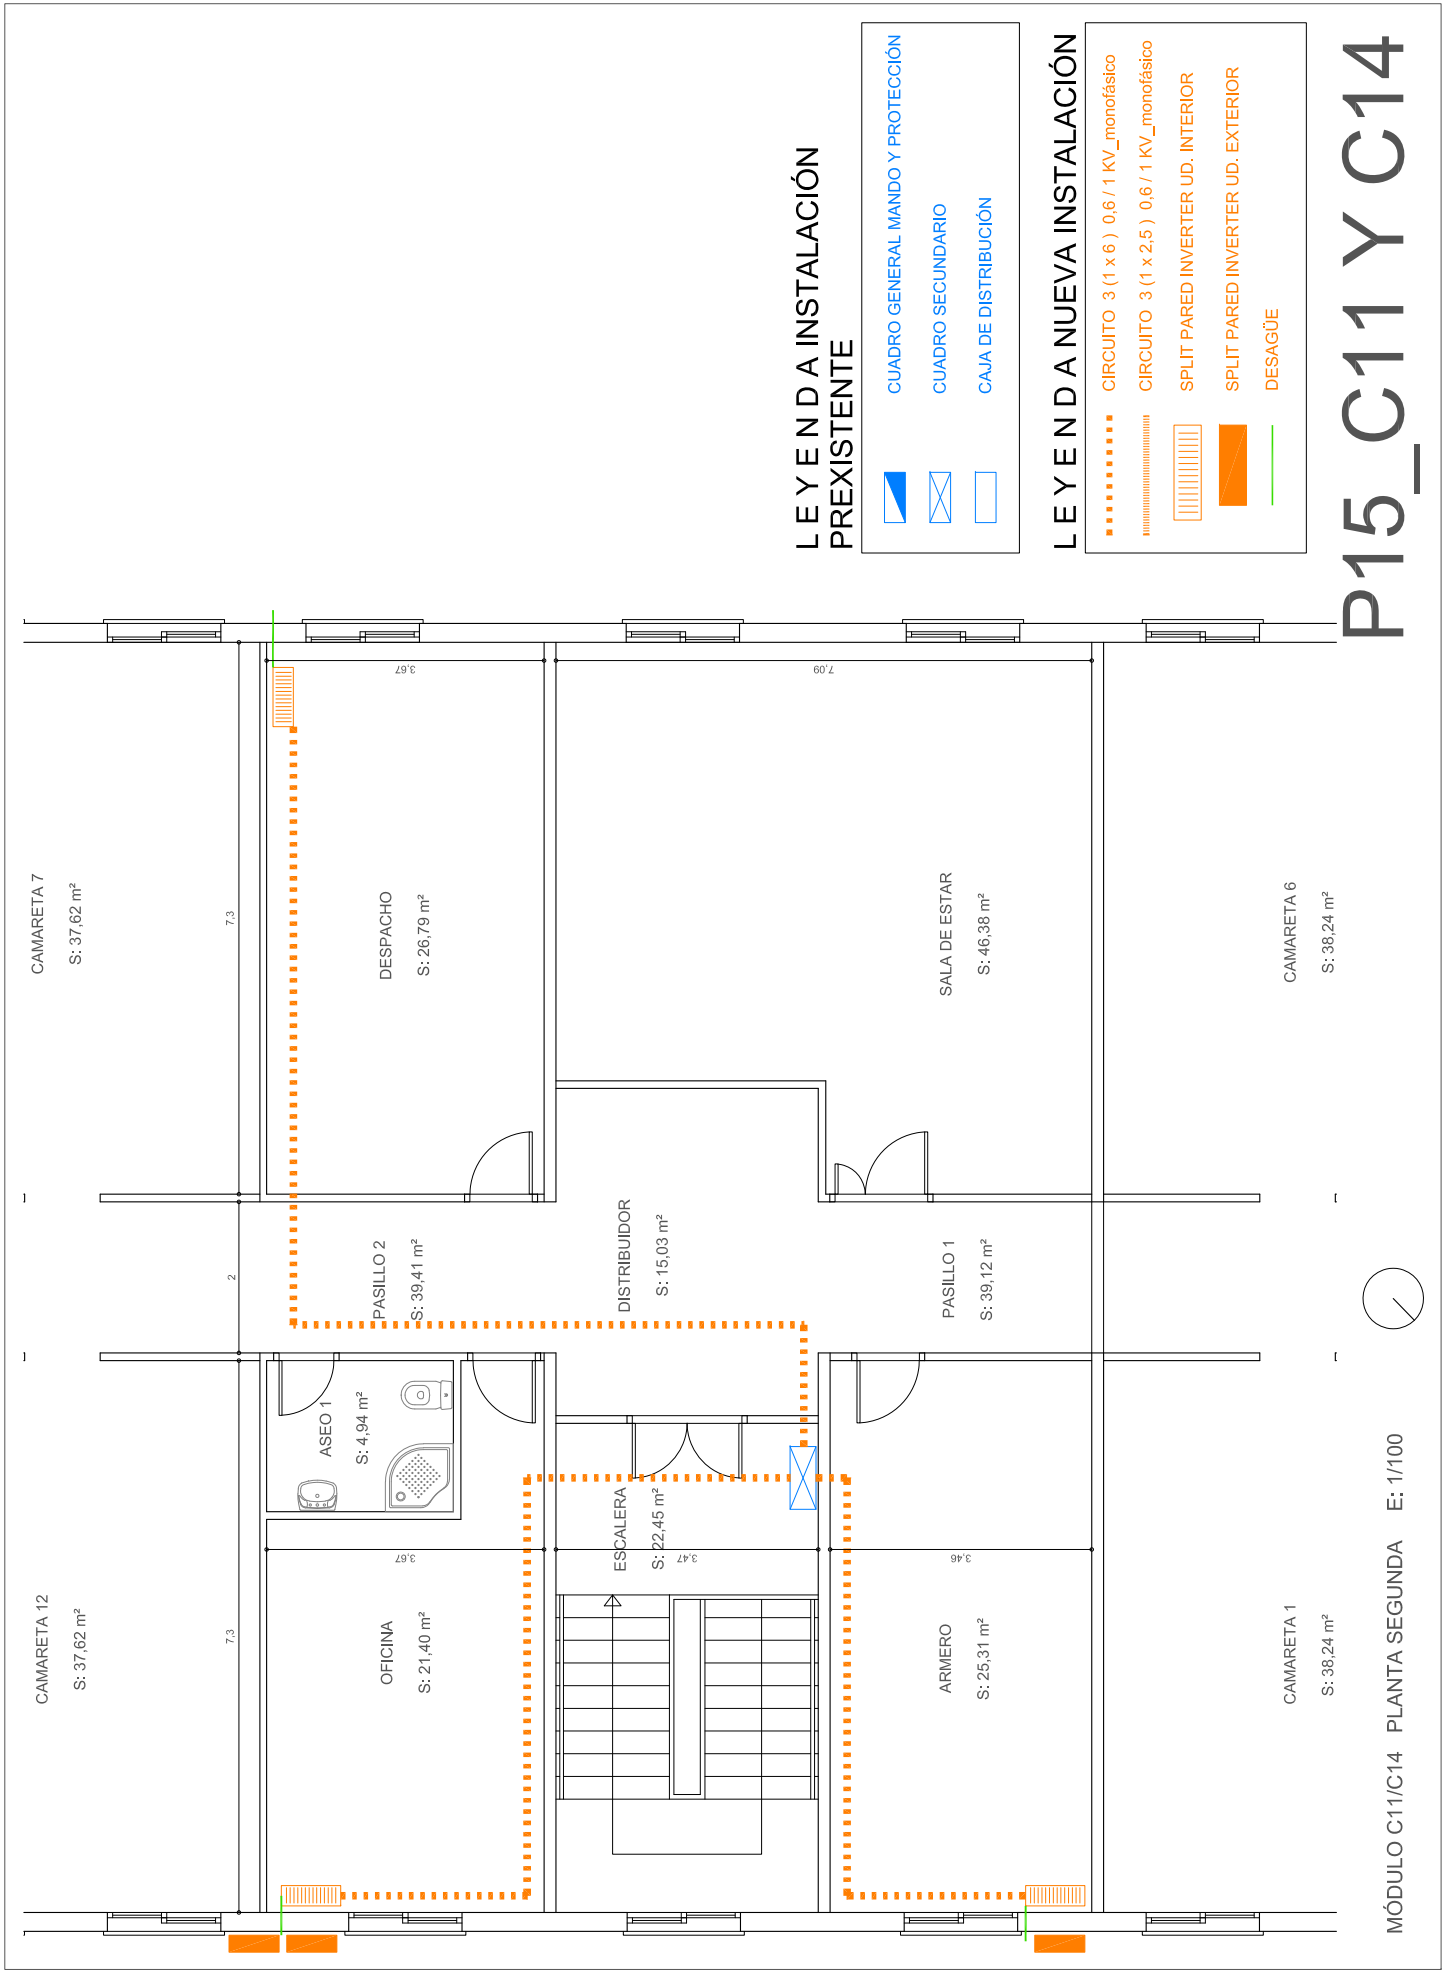 CAMARETA 12
S: 37,62 m²
CAMARETA 7
S: 37,62 m²
7,3
2
7,3
ASEO 1
S: 4,94 m²
OFICINA
S: 21,40 m²
3,67
PASILLO 2
S: 39,41 m²
DESPACHO
S: 26,79 m²
3,67
ESCALERA
S: 22,45 m²
3,47
DISTRIBUIDOR
S: 15,03 m²
7,09
ARMERO
S: 25,31 m²
3,46
PASILLO 1
S: 39,12 m²
SALA DE ESTAR
S: 46,38 m²
CAMARETA 1
S: 38,24 m²
CAMARETA 6
S: 38,24 m²
L E Y E N D A INSTALACIÓN
PREXISTENTE
CUADRO GENERAL MANDO Y PROTECCIÓN
CUADRO SECUNDARIO
CAJA DE DISTRIBUCIÓN
L E Y E N D A NUEVA INSTALACIÓN
CIRCUITO 3 (1 x 6 ) 0,6 / 1 KV_monofásico
CIRCUITO 3 (1 x 2,5 ) 0,6 / 1 KV_monofásico
SPLIT PARED INVERTER UD. INTERIOR
SPLIT PARED INVERTER UD. EXTERIOR
DESAGÜE
MÓDULO C11/C14 PLANTA SEGUNDA E: 1/100
P15_C11 Y C14